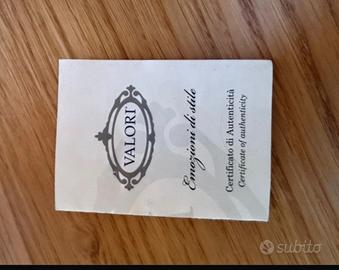 VALORI
Emozioni di stile
Certificato di Autenticità
Certificate of authenticity
subito